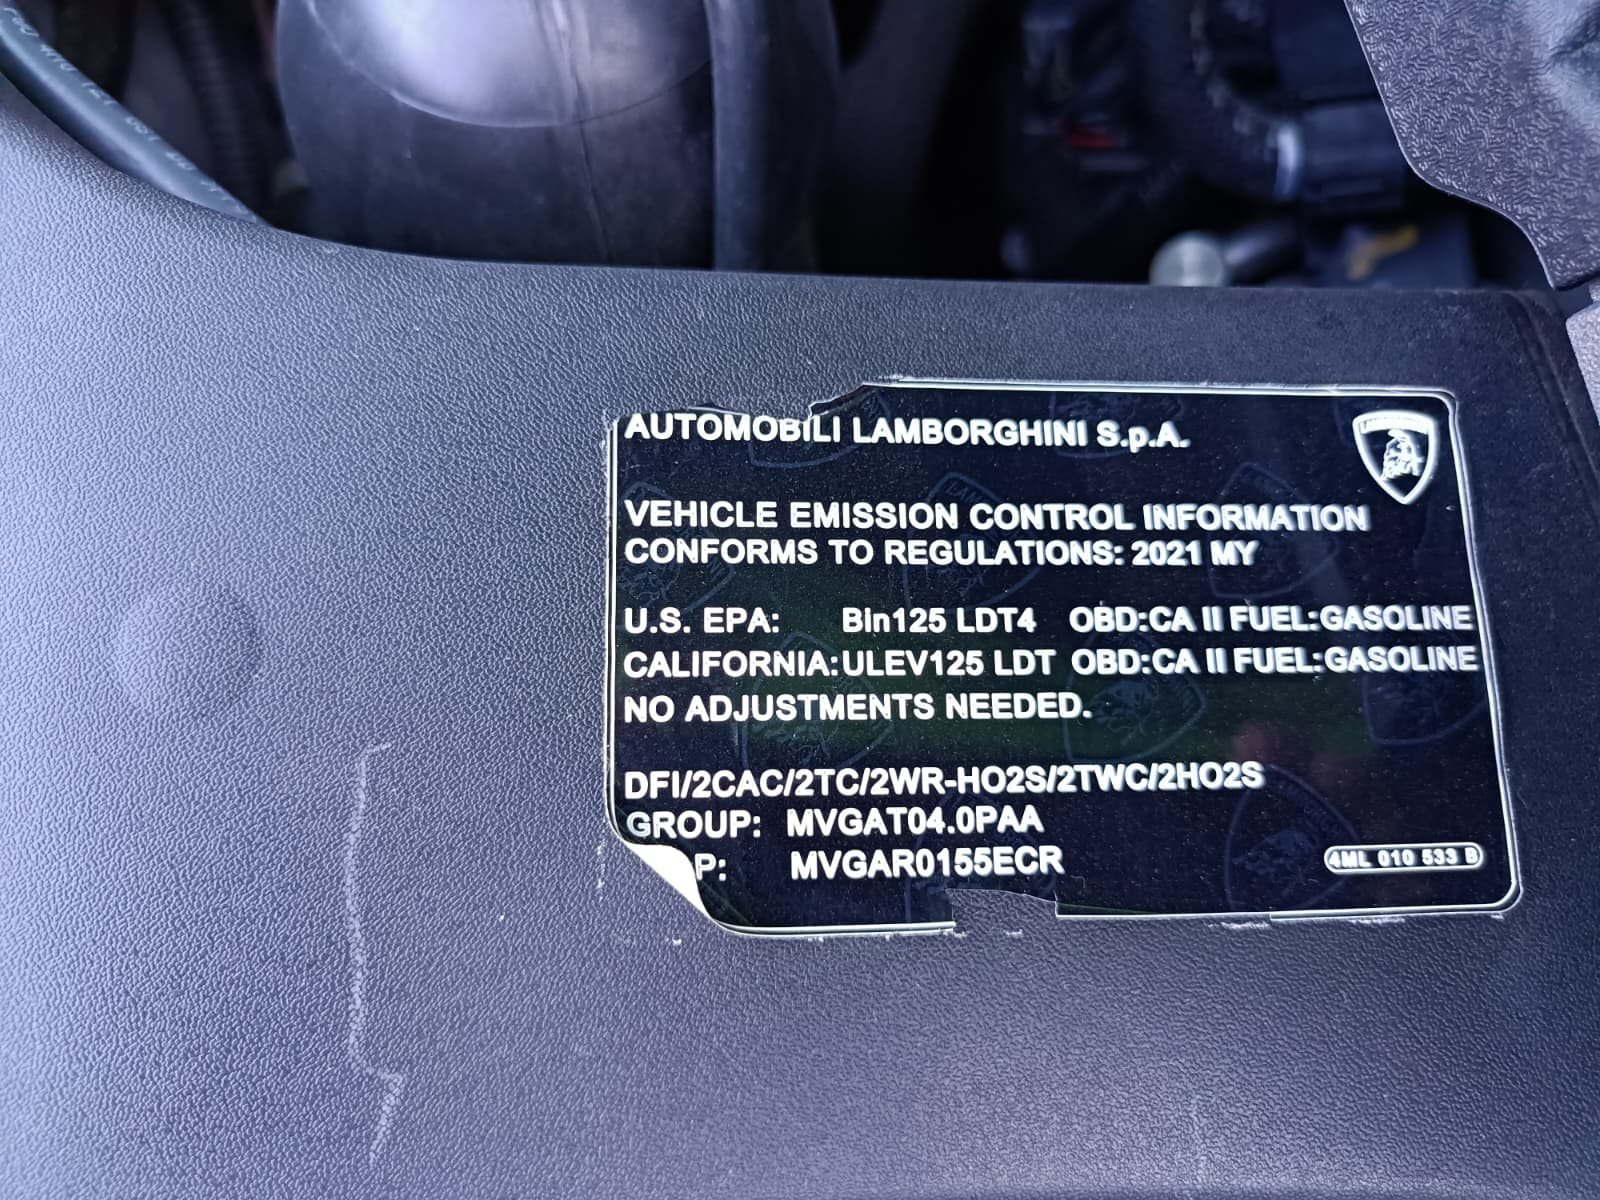 AUTOMOBILI LAMBORGHINI S.p.A.
VEHICLE EMISSION CONTROL INFORMATION
CONFORMS TO REGULATIONS: 2021 MY
U.S. EPA: Bin125 LDT4 OBD:CA II FUEL:GASOLINE
CALIFORNIA:ULEV125 LDT OBD:CA II FUEL:GASOLINE
NO ADJUSTMENTS NEEDED.
DFI/2CAC/2TC/2WR-HO2S/2TWC/2HO2S
GROUP: MVGAT04.0PAA
P: MVGAR0155ECR
4ML 010 533 B